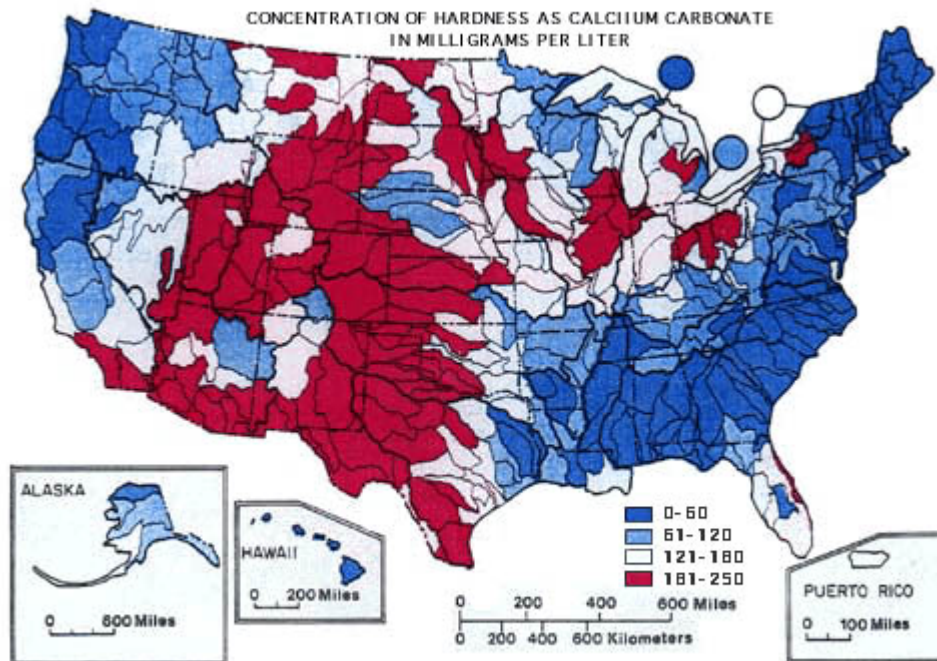 CONCENTRATION OF HARDNESS AS CALCIIUM CARBONATE
IN MILLIGRAMS PER LITER
ALASKA
600 Miles
0
HAWAII
0 200 Miles
0-60
61-120
121-180
181-250
0 200 400 600 Miles
0 200 400 600 Kilometers
PUERTO RICO
0 100 Miles